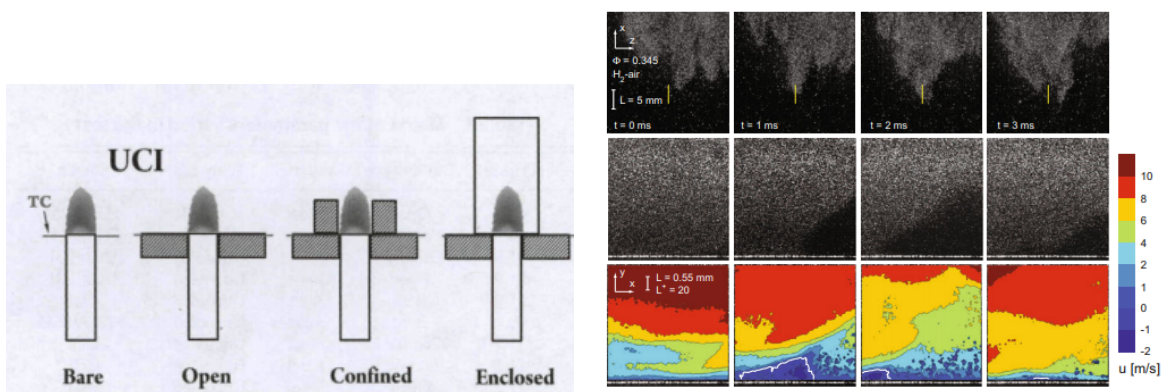 UCI
TC
Bare Open Confined Enclosed
x
z
Φ = 0.345
H₂-air
L = 5 mm
t = 0 ms
t = 1 ms
t = 2 ms
t = 3 ms
y
x
L = 0.55 mm
L⁺ = 20
10
8
6
4
2
1
0
-1
-2
u [m/s]